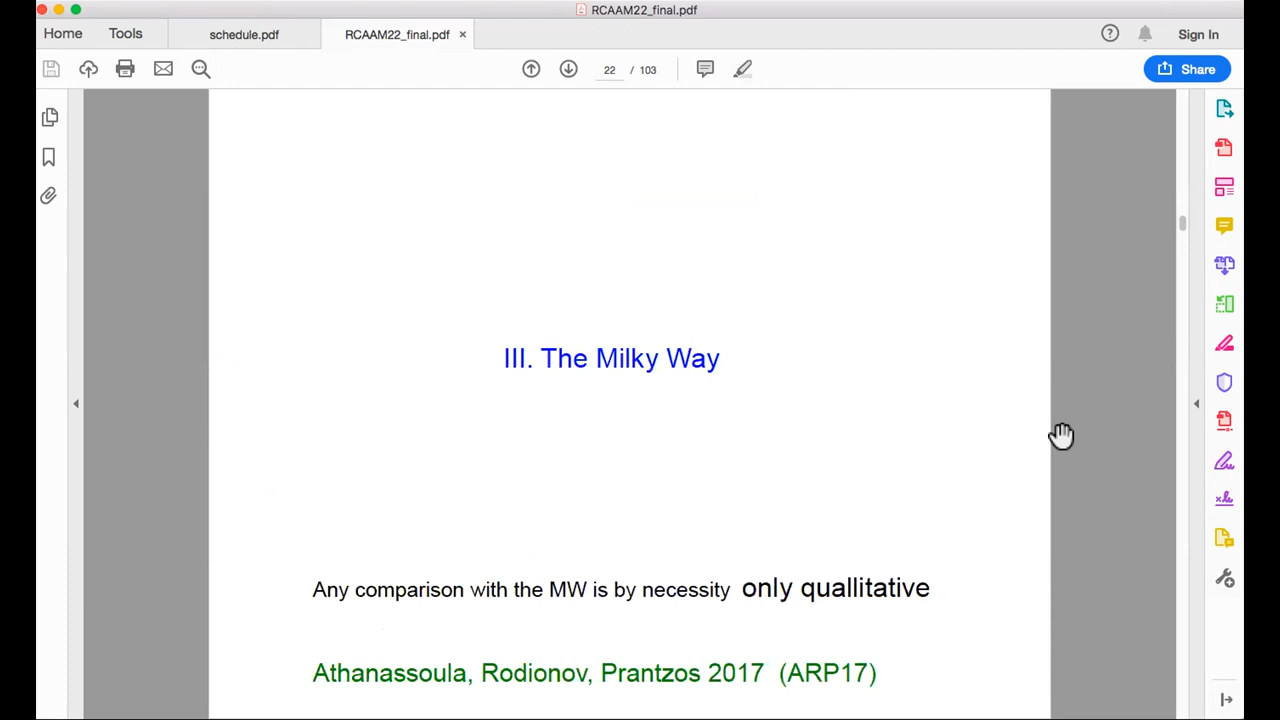 RCAAM22_final.pdf
Home Tools schedule.pdf RCAAM22_final.pdf × Sign In
22 / 103 Share
III. The Milky Way
Any comparison with the MW is by necessity only quallitative
Athanassoula, Rodionov, Prantzos 2017 (ARP17)